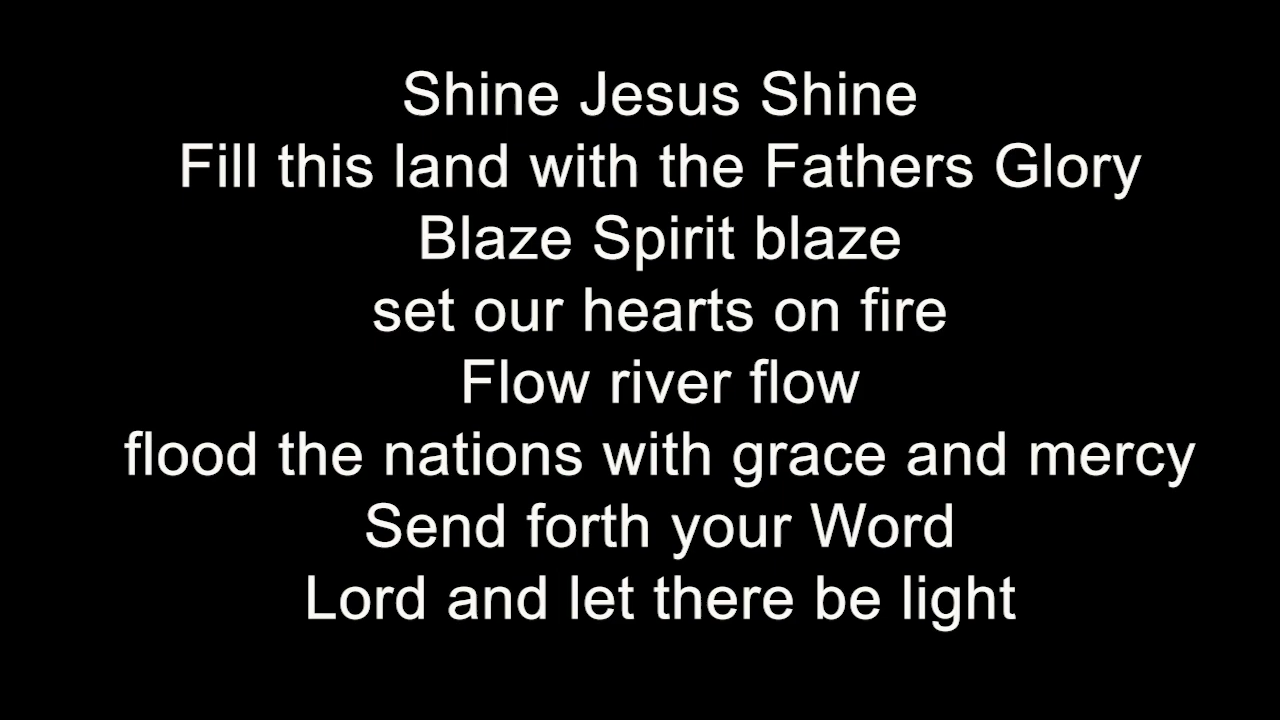 Shine Jesus Shine
Fill this land with the Fathers Glory
Blaze Spirit blaze
set our hearts on fire
Flow river flow
flood the nations with grace and mercy
Send forth your Word
Lord and let there be light